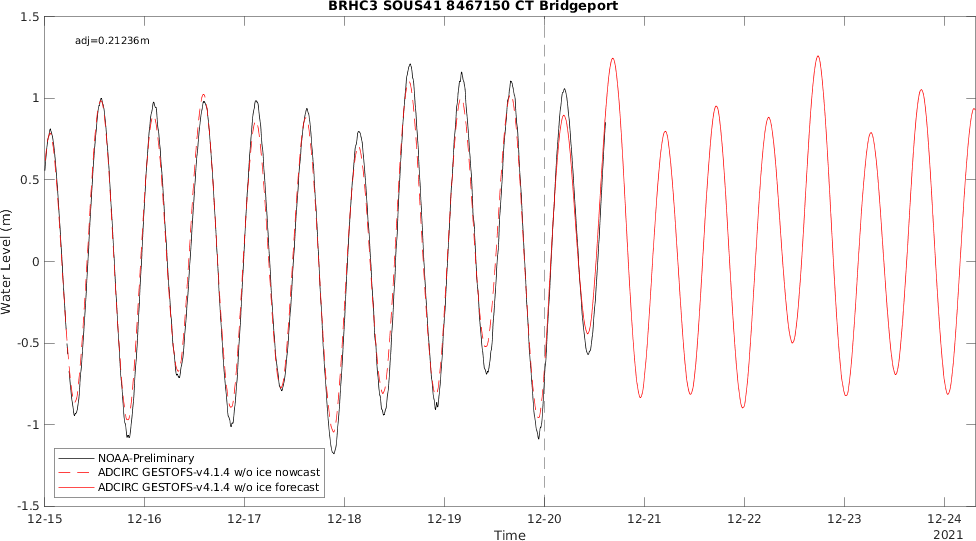 BRHC3 SOUS41 8467150 CT Bridgeport
adj=0.21236m
1.5
1
0.5
0
-0.5
-1
-1.5
Water Level (m)
NOAA-Preliminary
ADCIRC GESTOFS-v4.1.4 w/o ice nowcast
ADCIRC GESTOFS-v4.1.4 w/o ice forecast
12-15 12-16 12-17 12-18 12-19 12-20 12-21 12-22 12-23 12-24
Time
2021